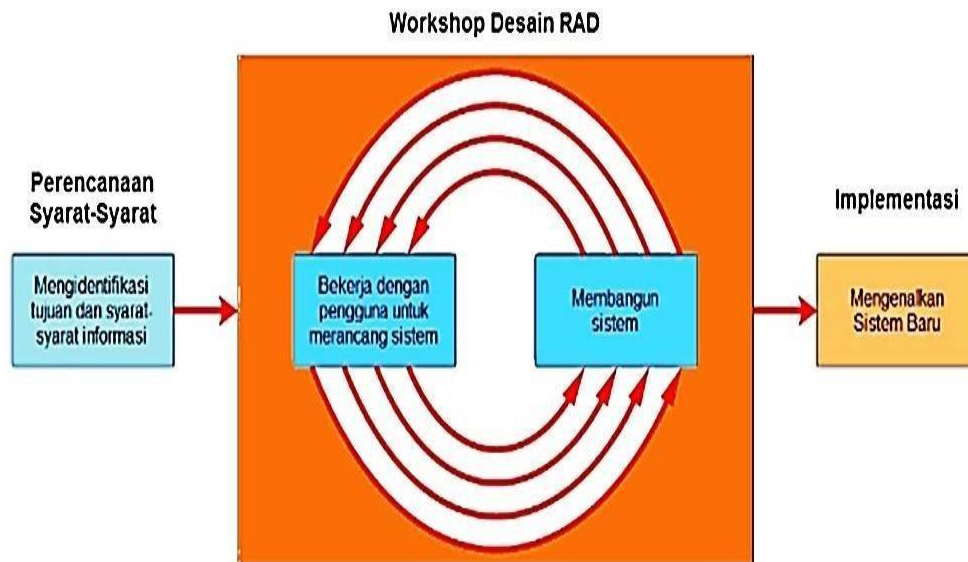 Workshop Desain RAD
Perencanaan
Syarat-Syarat
Mengidentifikasi
tujuan dan syarat-
syarat informasi
Bekerja dengan
pengguna untuk
merancang sistem
Membangun
sistem
Implementasi
Mengenalkan
Sistem Baru